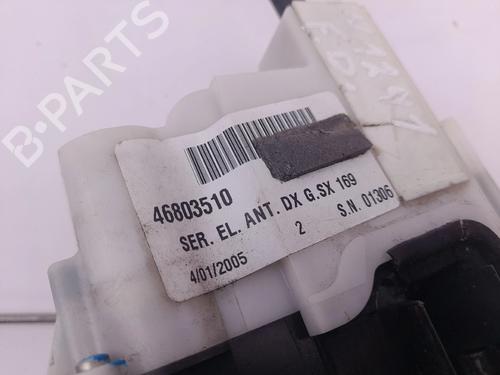 B-PARTS
46803510
SER. EL. ANT. DX G.SX 169
4/01/2005 2 S.N. 01306